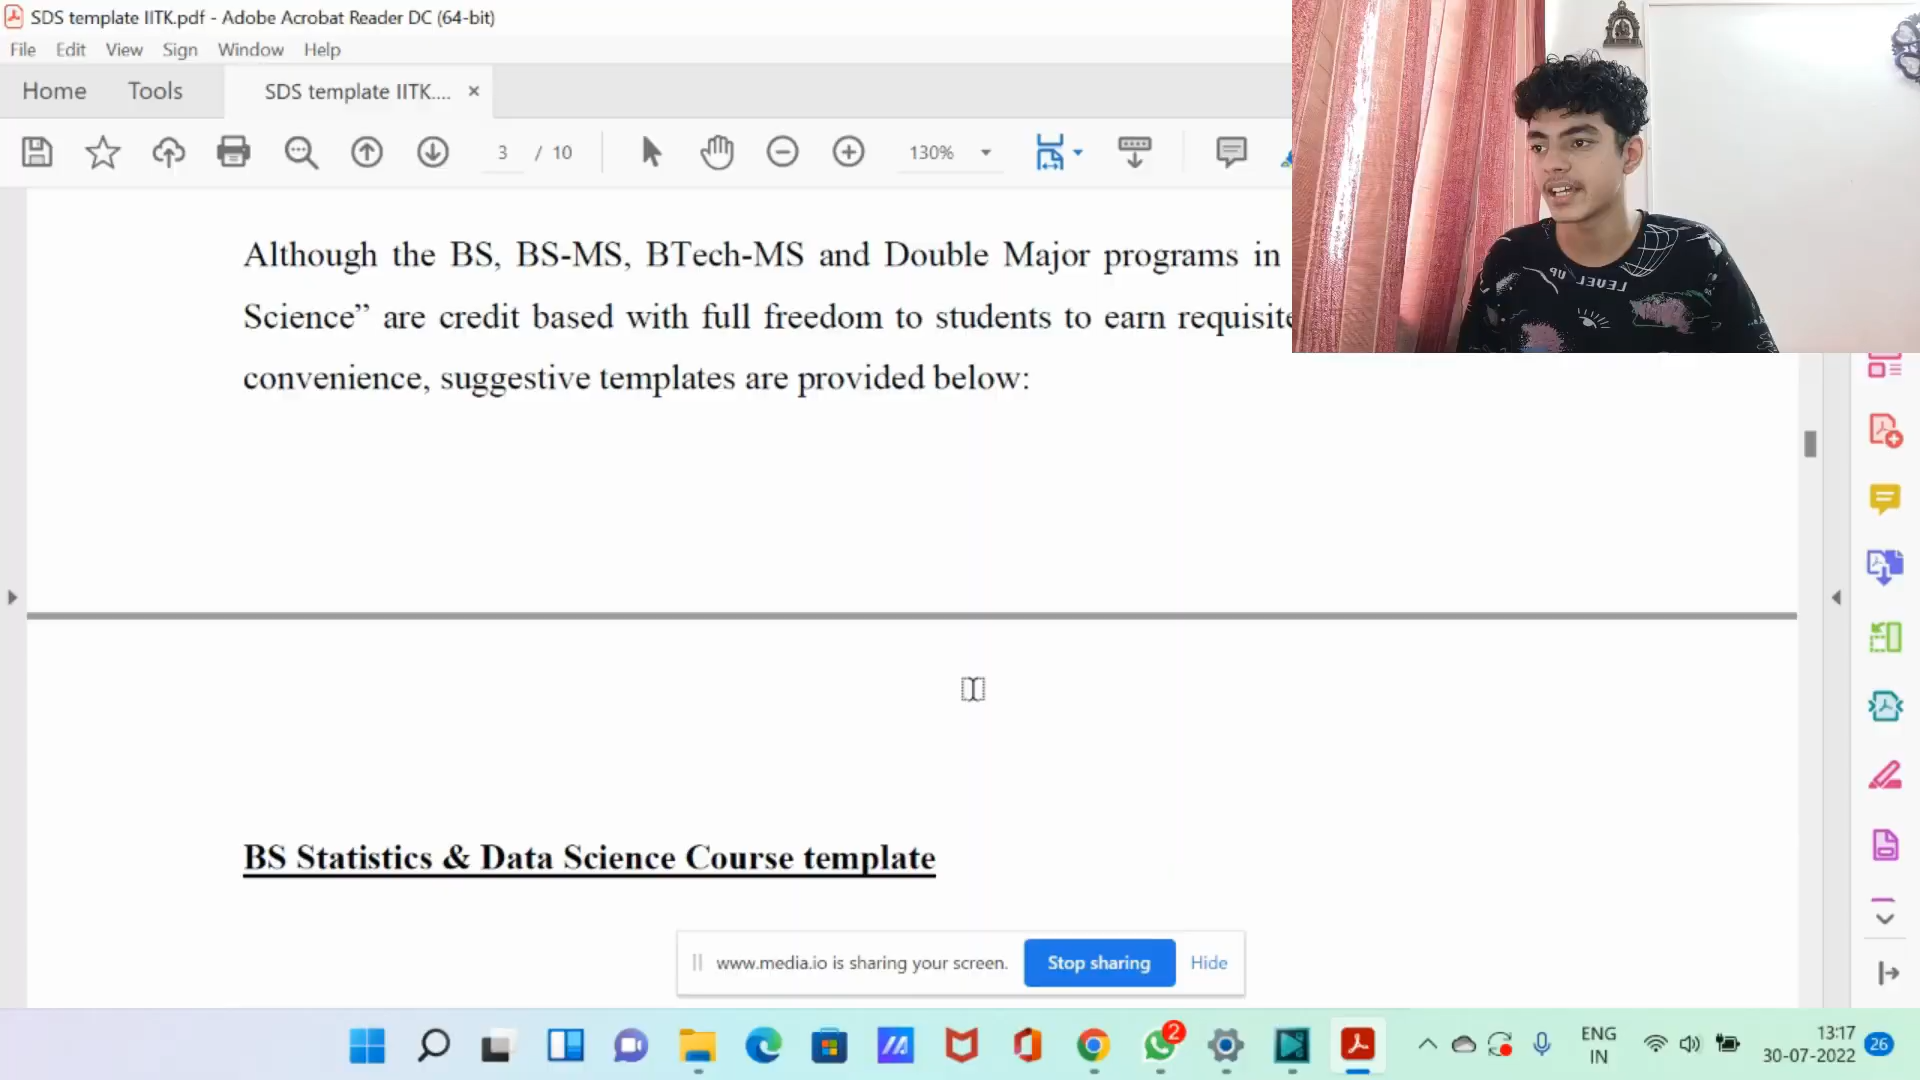 SDS template IITK.pdf - Adobe Acrobat Reader DC (64-bit)
File Edit View Sign Window Help
Home Tools SDS template IITK.... ×
3 / 10 130%
Although the BS, BS-MS, BTech-MS and Double Major programs in
Science” are credit based with full freedom to students to earn requisite
convenience, suggestive templates are provided below:
LEVEL UP
BS Statistics & Data Science Course template
www.media.io is sharing your screen. Stop sharing Hide
2
ENG
IN
13:17
30-07-2022
26